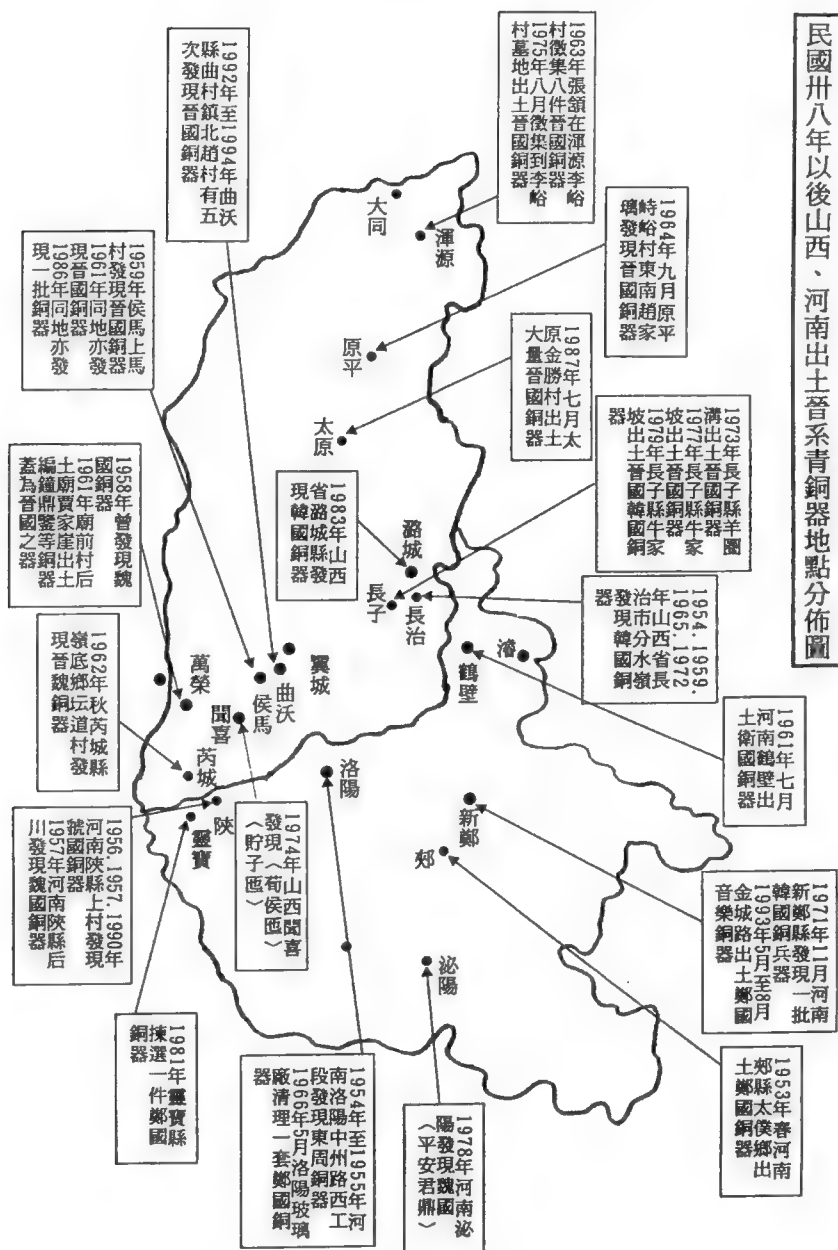 民國卅八年以後山西、河南出土晉系青銅器地點分佈圖
1963年張頷在渾源李峪
村徵集八件晉國銅器
1975年八月徵集到李峪
村墓地出土晉國銅器
1964年九月原平
峙峪村東南趙家
璃發現晉國銅器
1987年七月太
原金勝村出土
大量晉國銅器
1973年長子縣羊圈
溝出土晉國銅器
1977年長子縣牛家
坡出土晉國銅器
1979年長子縣牛家
坡出土晉國韓國銅
器
1954．1959．
1965．1972
年山西省長
治市分水嶺
發現韓國銅
器
1961年七月
河南鶴壁出
土衛國銅器
1971年11月河南
新鄭縣發現一批
韓國銅兵器
1993年5月至8月
金城路出土鄭國
音樂銅器
1953年春河南
郟縣太僕鄉出
土鄭國銅器
1983年山西
省潞城縣發
現韓國銅器
大同
渾源
原平
太原
潞城
長治
長子
鶴壁
濬
翼城
曲沃
侯馬
聞喜
萬榮
芮城
陝
靈寶
洛陽
新鄭
郟
泌陽
1992年至1994年曲沃
縣曲村鎮北趙村有五
次發現晉國銅器
1959年侯馬上馬
村發現晉國銅器
1961年同地亦發
現晉國銅器
1986年同地亦發
現一批銅器
1958年曾發現魏
國銅器
1961年廟前村后
土廟賈家崖出土
編鐘鼎鑒等銅器
蓋為晉國之器
1962年秋芮城縣
嶺底鄉坛道村發
現晉魏銅器
1956．1957．1990年
河南陝縣上村發現
虢國銅器
1957年河南陝縣后
川發現魏國銅器
1974年山西聞喜
發現〈荀侯匜〉
〈貯子匜〉
1981年靈寶縣
揀選一件鄭國
銅器
1954年至1955年河
南洛陽中州路西工
段發現東周銅器
1966年5月洛陽玻璃
廠清理一套鄭國銅
器
1978年河南泌
陽發現魏國
〈平安君鼎〉